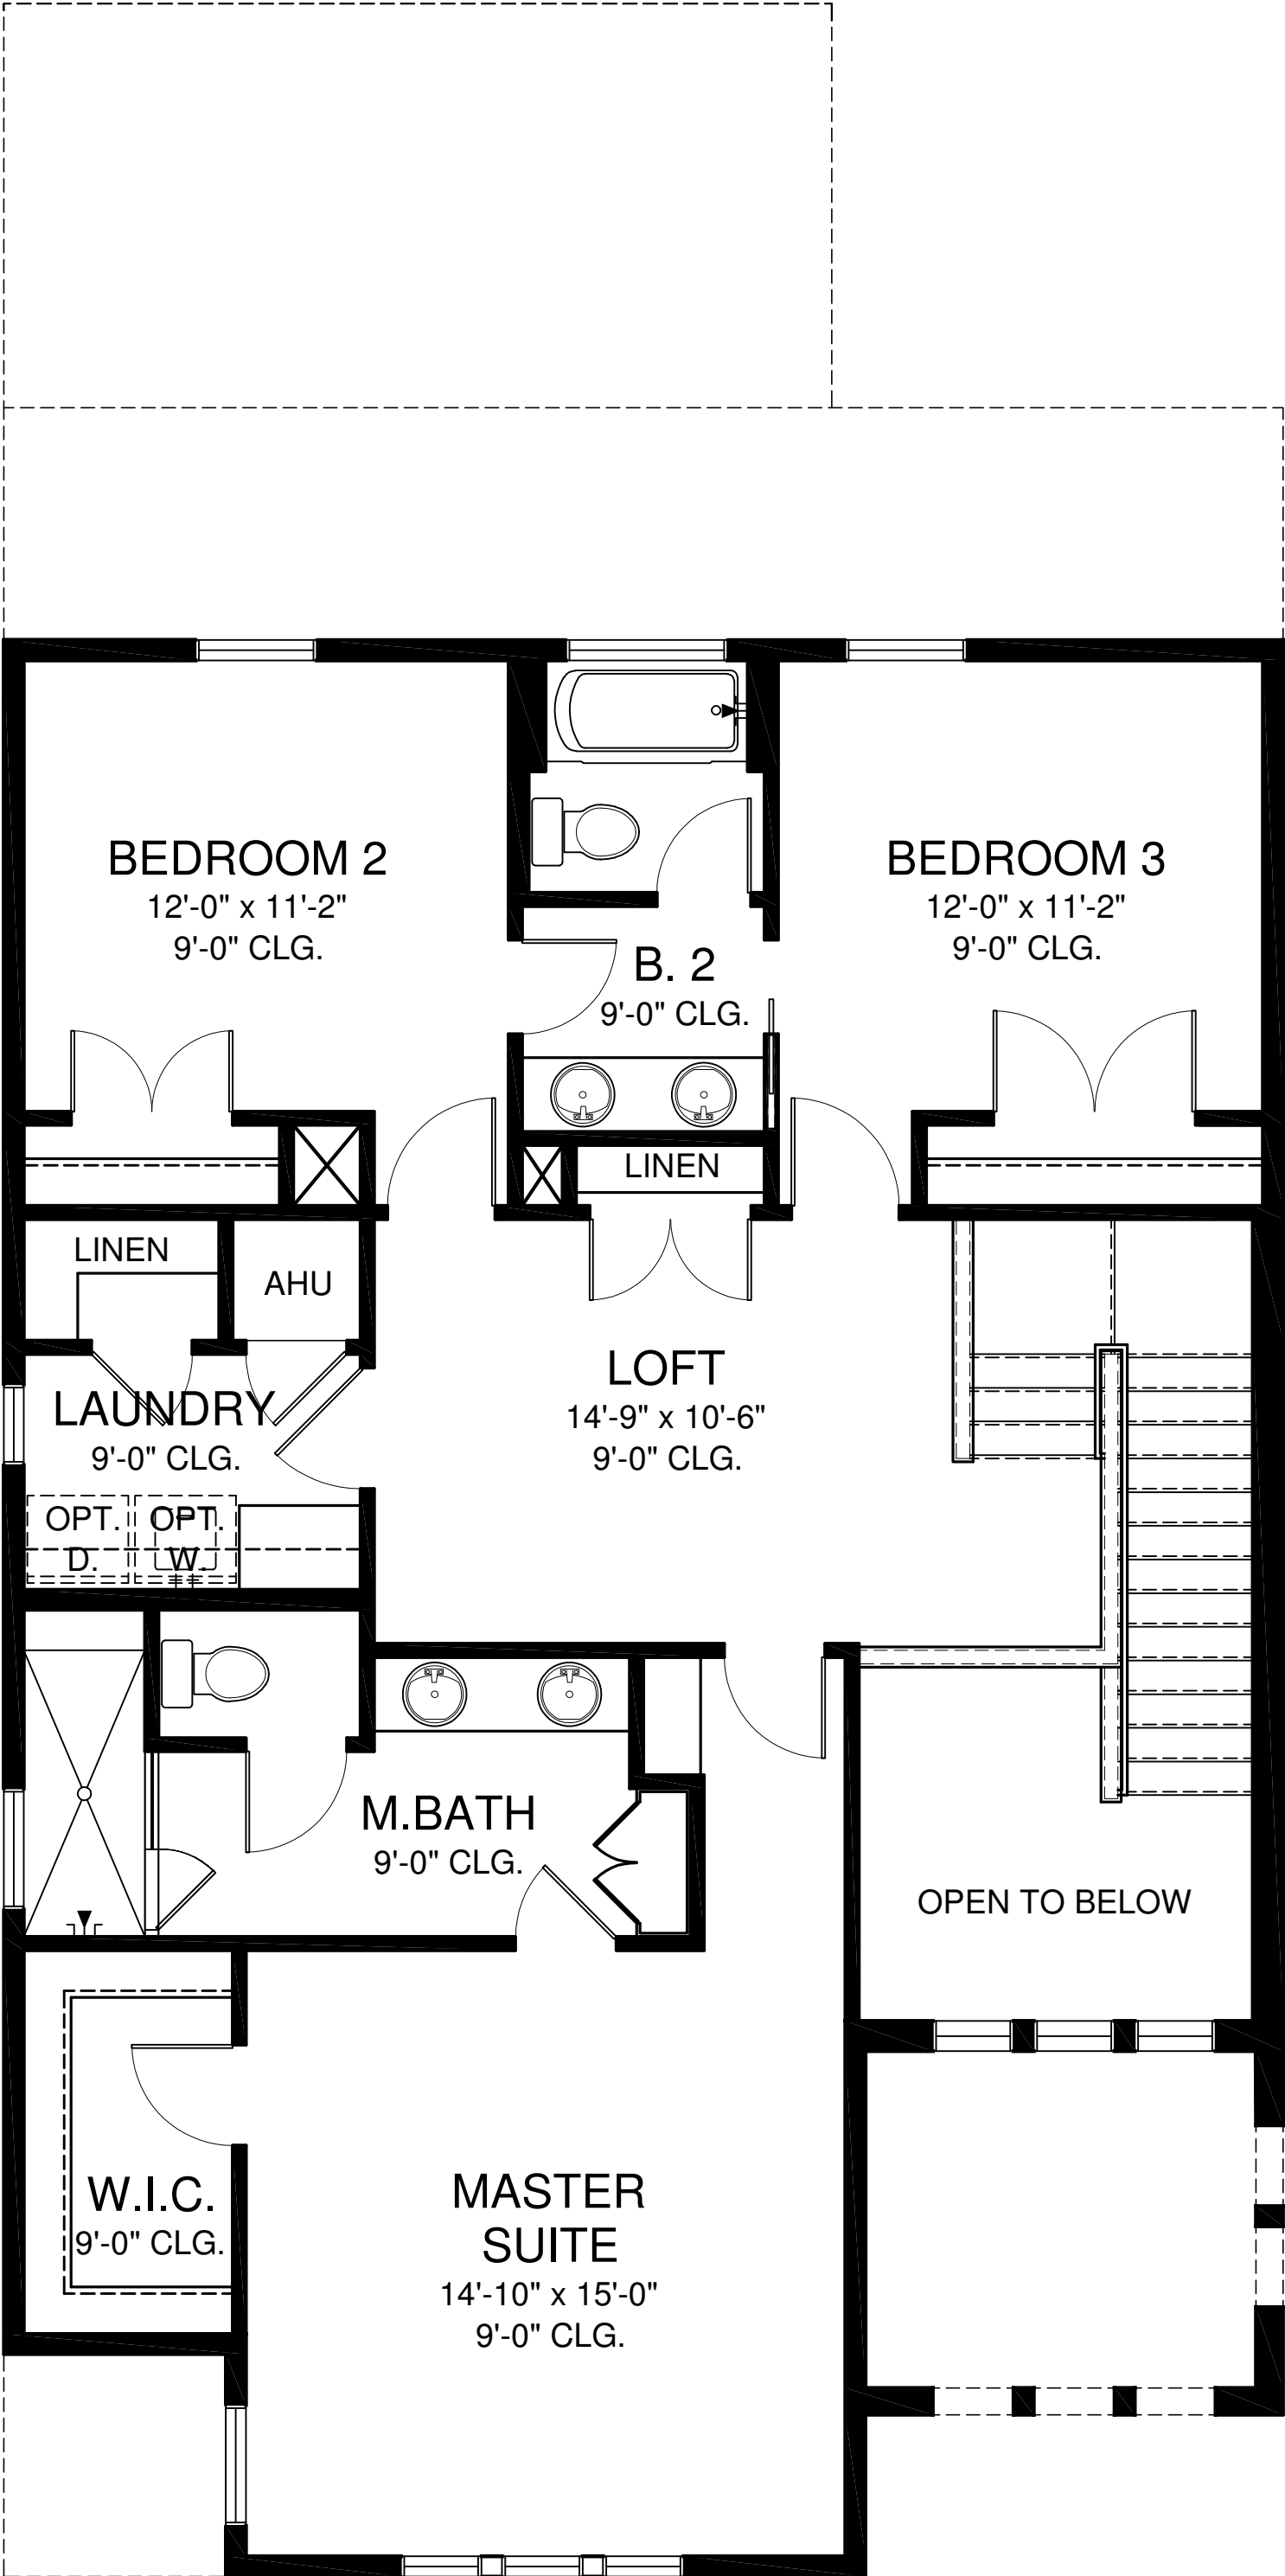 BEDROOM 2
12'-0" x 11'-2"
9'-0" CLG.
BEDROOM 3
12'-0" x 11'-2"
9'-0" CLG.
B. 2
9'-0" CLG.
LINEN
LINEN
AHU
LAUNDRY
9'-0" CLG.
OPT.
D.
OPT.
W.
LOFT
14'-9" x 10'-6"
9'-0" CLG.
M.BATH
9'-0" CLG.
OPEN TO BELOW
W.I.C.
9'-0" CLG.
MASTER
SUITE
14'-10" x 15'-0"
9'-0" CLG.